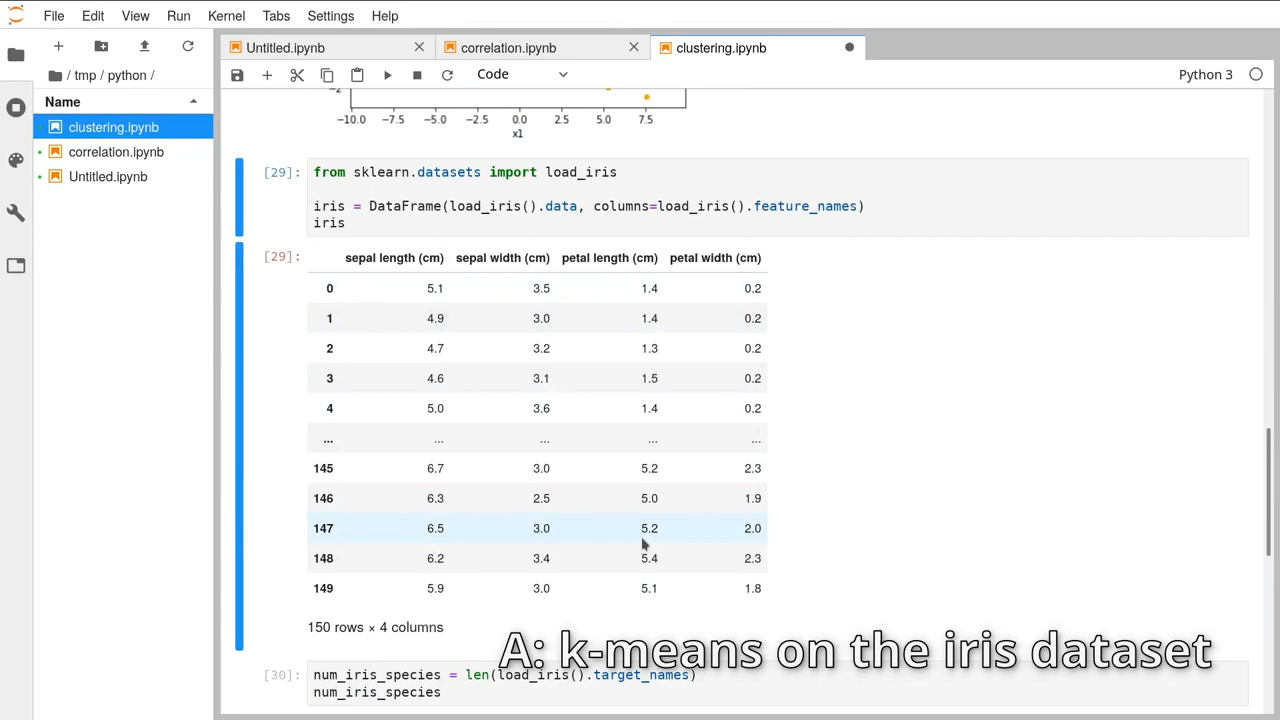 File Edit View Run Kernel Tabs Settings Help
Untitled.ipynb correlation.ipynb clustering.ipynb
Code Python 3
/ tmp / python /
Name
clustering.ipynb
correlation.ipynb
Untitled.ipynb
-2
-10.0 -7.5 -5.0 -2.5 0.0 2.5 5.0 7.5
x1
[29]: from sklearn.datasets import load_iris
iris = DataFrame(load_iris().data, columns=load_iris().feature_names)
iris
[29]: sepal length (cm) sepal width (cm) petal length (cm) petal width (cm)
0 5.1 3.5 1.4 0.2
1 4.9 3.0 1.4 0.2
2 4.7 3.2 1.3 0.2
3 4.6 3.1 1.5 0.2
4 5.0 3.6 1.4 0.2
... ... ... ... ...
145 6.7 3.0 5.2 2.3
146 6.3 2.5 5.0 1.9
147 6.5 3.0 5.2 2.0
148 6.2 3.4 5.4 2.3
149 5.9 3.0 5.1 1.8
150 rows × 4 columns
A: k-means on the iris dataset
[30]: num_iris_species = len(load_iris().target_names)
num_iris_species